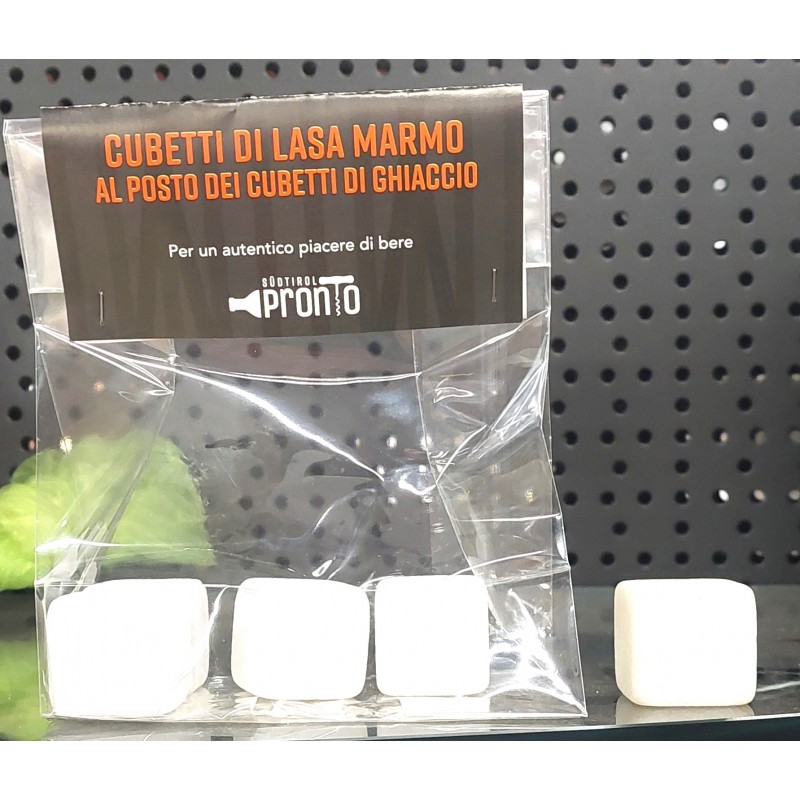 CUBETTI DI LASA MARMO
AL POSTO DEI CUBETTI DI GHIACCIO
Per un autentico piacere di bere
SÜDTIROL
PRONTO